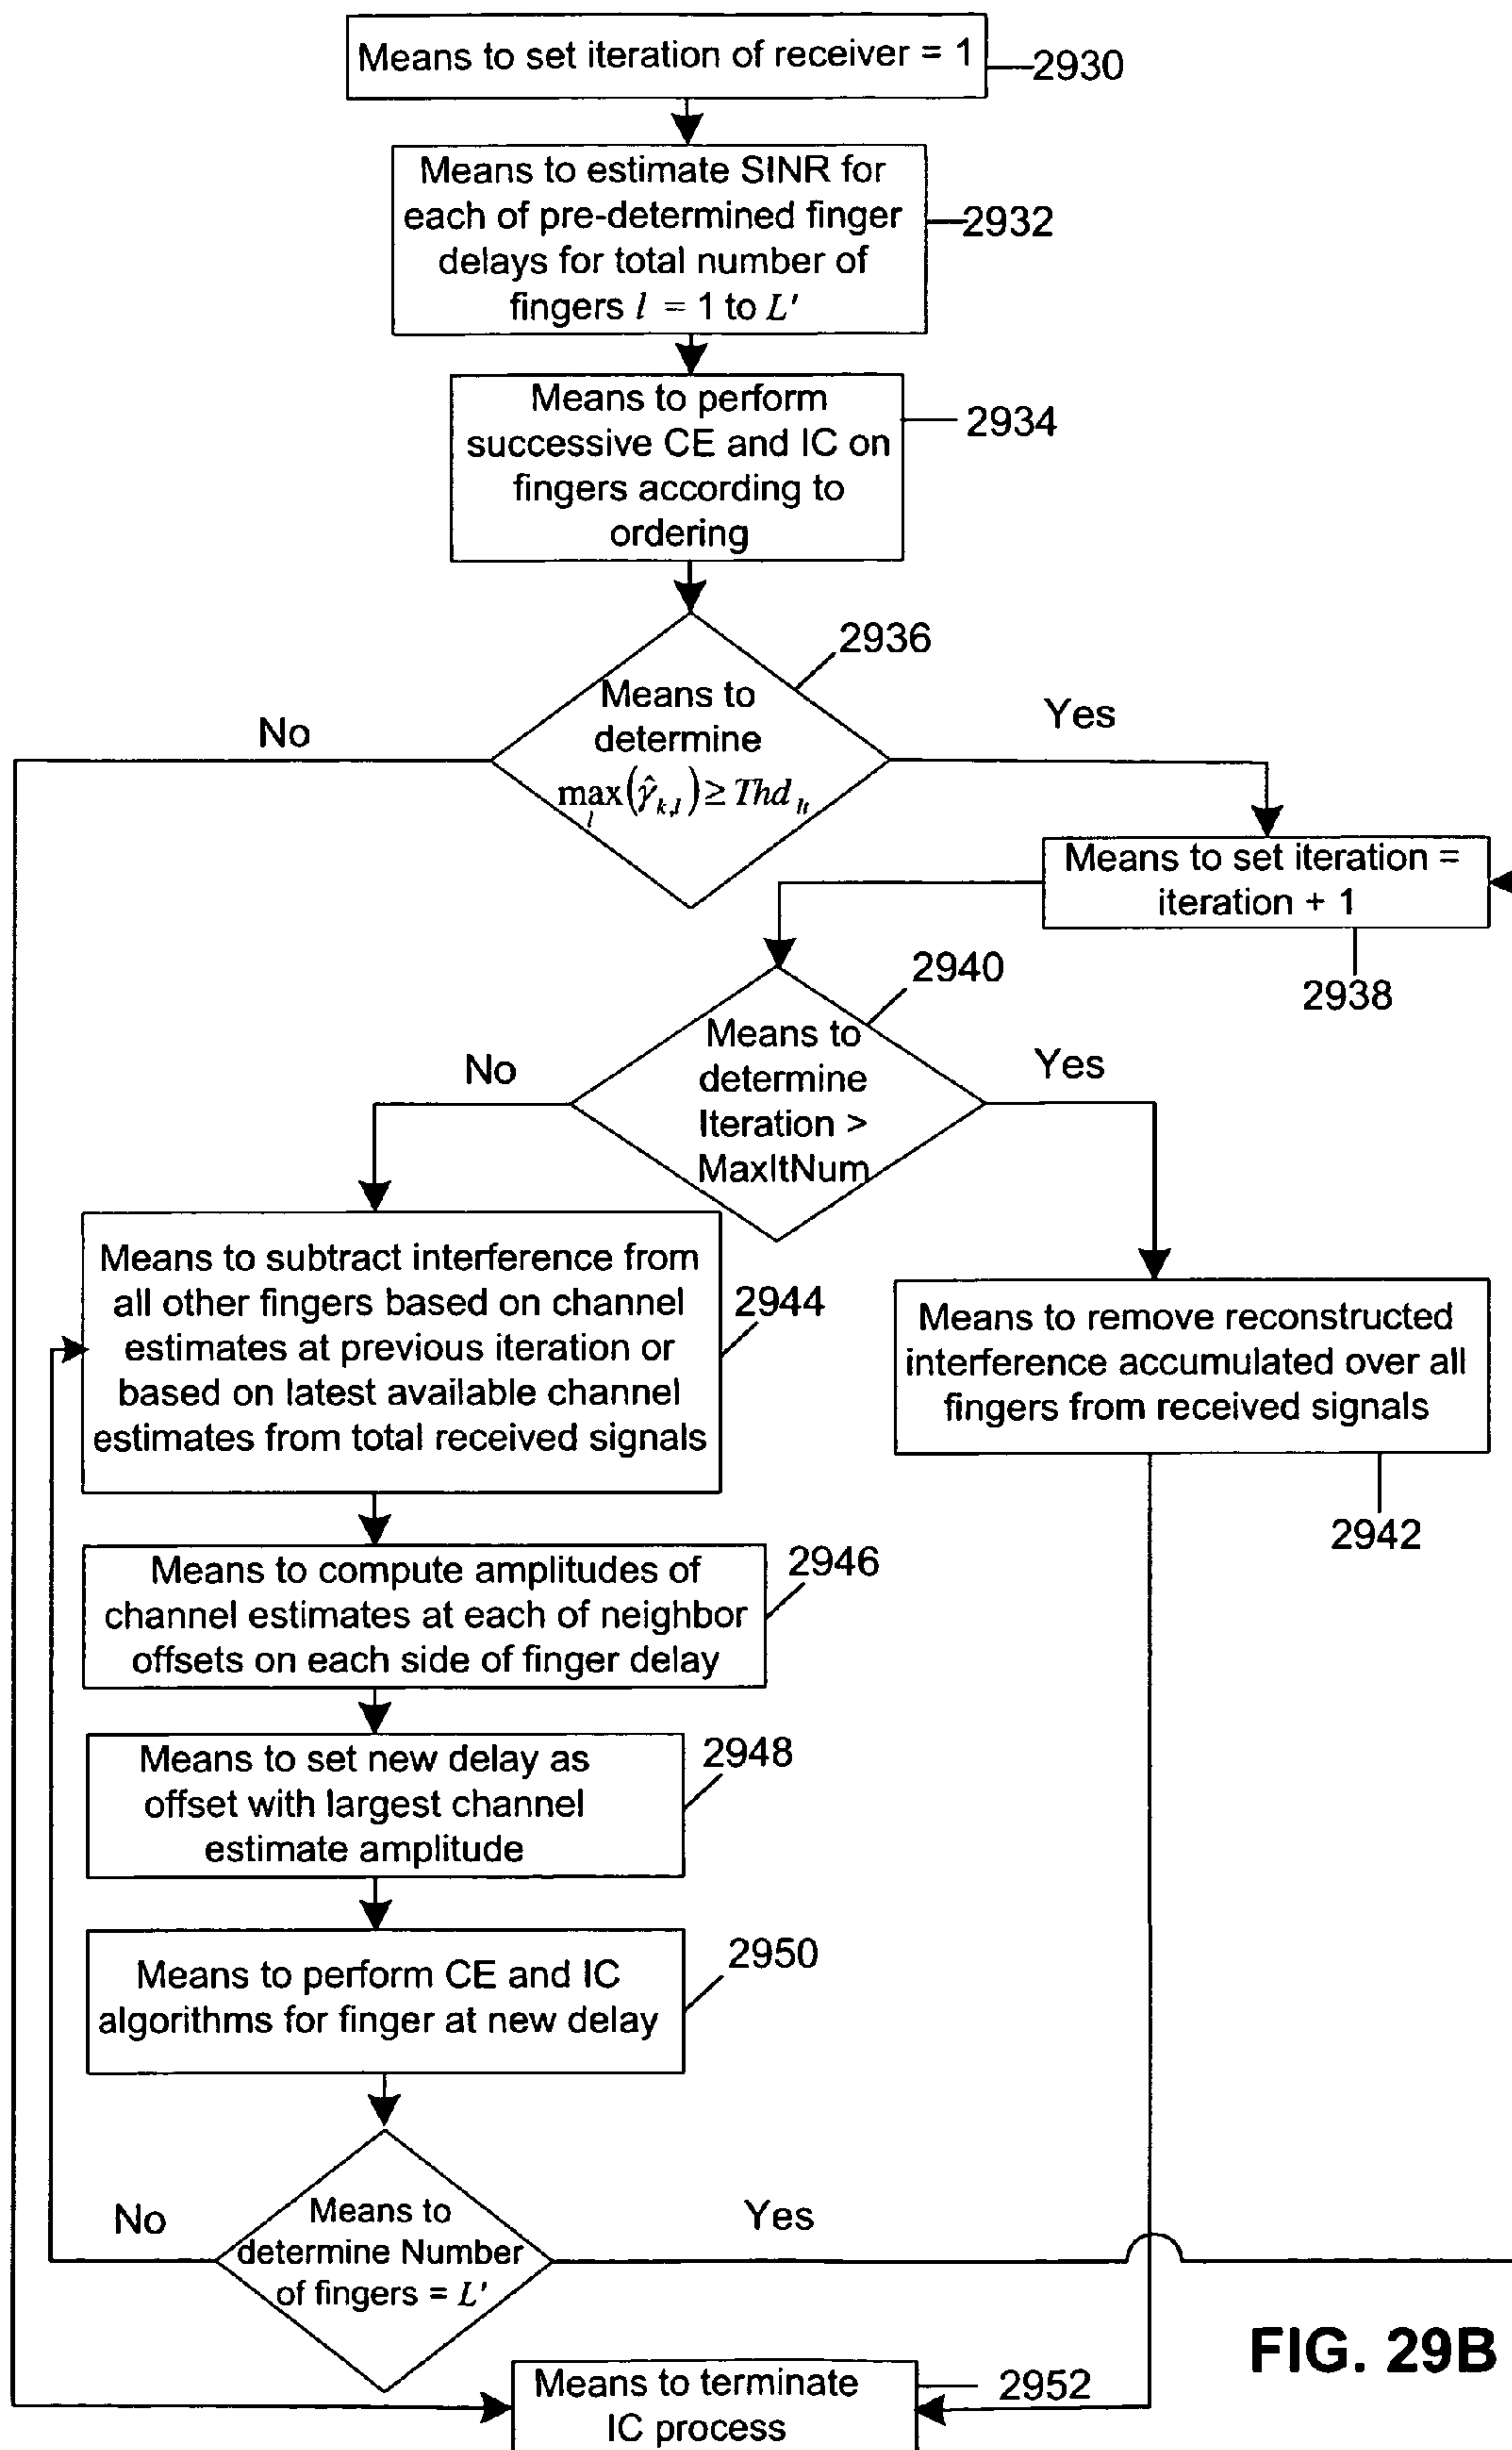 Means to set iteration of receiver = 1
2930
Means to estimate SINR for
each of pre-determined finger
delays for total number of
fingers l = 1 to L'
2932
Means to perform
successive CE and IC on
fingers according to
ordering
2934
2936
Means to
determine
max_l(γ̂_{k,l}) ≥ Thd_{It}
No
Yes
Means to set iteration =
iteration + 1
2938
2940
Means to
determine
Iteration >
MaxItNum
No
Yes
Means to subtract interference from
all other fingers based on channel
estimates at previous iteration or
based on latest available channel
estimates from total received signals
2944
Means to remove reconstructed
interference accumulated over all
fingers from received signals
2942
Means to compute amplitudes of
channel estimates at each of neighbor
offsets on each side of finger delay
2946
Means to set new delay as
offset with largest channel
estimate amplitude
2948
Means to perform CE and IC
algorithms for finger at new delay
2950
Means to
determine Number
of fingers = L'
No
Yes
Means to terminate
IC process
2952
FIG. 29B